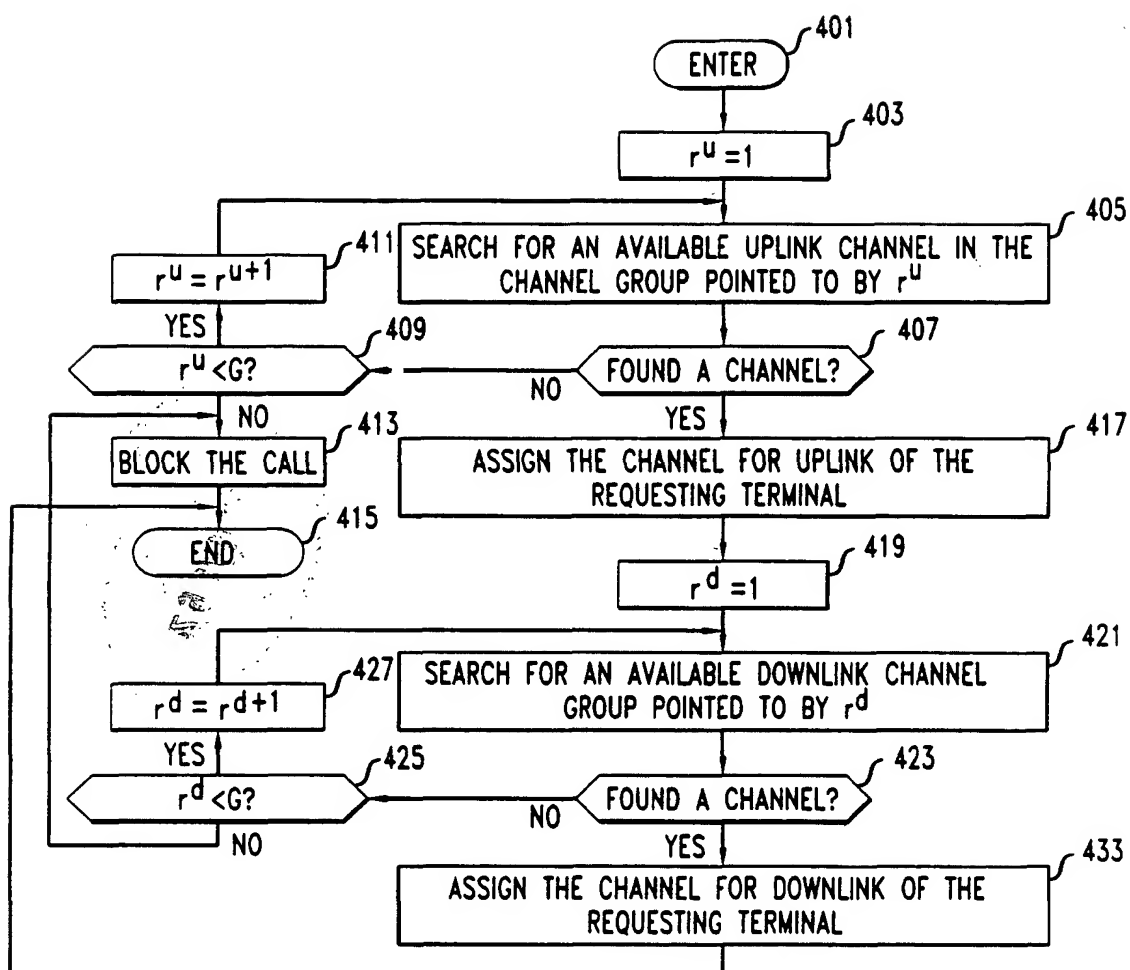 401
ENTER
403
r^u = 1
405
SEARCH FOR AN AVAILABLE UPLINK CHANNEL IN THE
CHANNEL GROUP POINTED TO BY r^u
411
r^u = r^u+1
YES
409
r^u <G?
NO
407
FOUND A CHANNEL?
NO
YES
413
BLOCK THE CALL
417
ASSIGN THE CHANNEL FOR UPLINK OF THE
REQUESTING TERMINAL
415
END
419
r^d = 1
421
SEARCH FOR AN AVAILABLE DOWNLINK CHANNEL
GROUP POINTED TO BY r^d
427
r^d = r^d+1
YES
425
r^d <G?
NO
423
FOUND A CHANNEL?
NO
YES
433
ASSIGN THE CHANNEL FOR DOWNLINK OF THE
REQUESTING TERMINAL